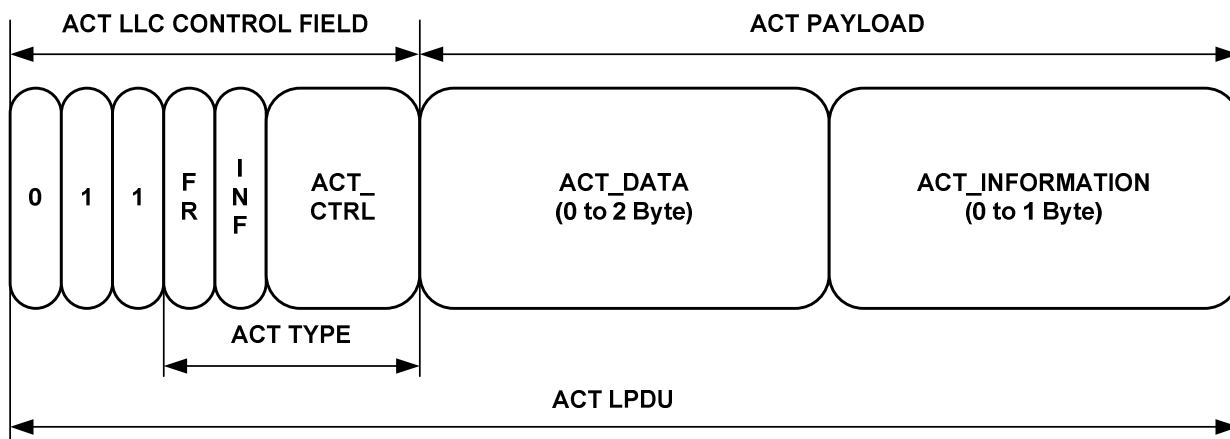 ACT LLC CONTROL FIELD
ACT PAYLOAD
0
1
1
F
R
I
N
F
ACT_
CTRL
ACT_DATA
(0 to 2 Byte)
ACT_INFORMATION
(0 to 1 Byte)
ACT TYPE
ACT LPDU